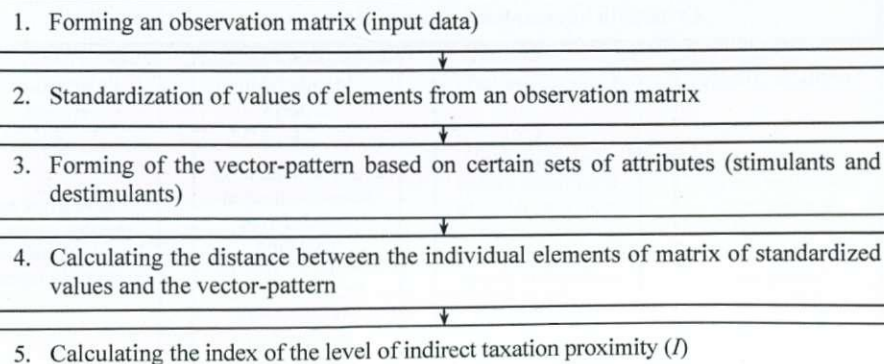 1. Forming an observation matrix (input data)
2. Standardization of values of elements from an observation matrix
3. Forming of the vector-pattern based on certain sets of attributes (stimulants and
destimulants)
4. Calculating the distance between the individual elements of matrix of standardized
values and the vector-pattern
5. Calculating the index of the level of indirect taxation proximity (I)